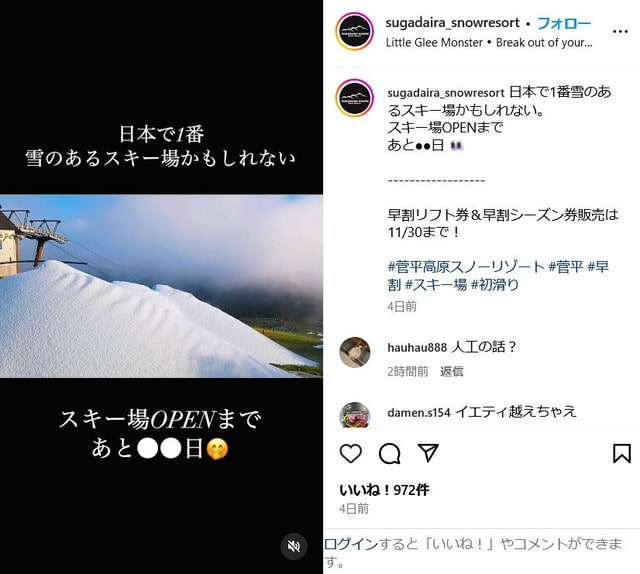 日本で1番
雪のあるスキー場かもしれない
スキー場OPENまで
あと●●日🤭
sugadaira_snowresort • フォロー
Little Glee Monster • Break out of your...
sugadaira_snowresort 日本で1番雪のあ
るスキー場かもしれない。
スキー場OPENまで
あと●●日 👀
------------------
早割リフト券&早割シーズン券販売は
11/30まで!
#菅平高原スノーリゾート #菅平 #早
割 #スキー場 #初滑り
4日前
hauhau888 人工の話?
2時間前 返信
damen.s154 イエティ越えちゃえ
いいね!972件
4日前
ログインすると「いいね!」やコメントができま
す。